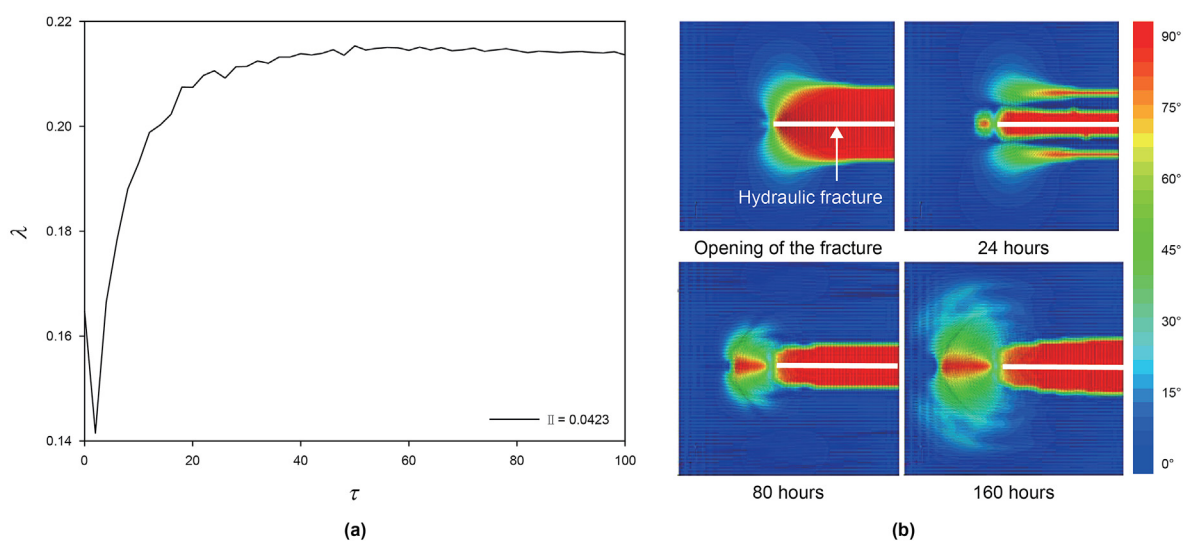 0.22
0.20
0.18
0.16
0.14
λ
0 20 40 60 80 100
τ
Ⅱ = 0.0423
(a)
Hydraulic fracture
Opening of the fracture
24 hours
80 hours
160 hours
90°
75°
60°
45°
30°
15°
0°
(b)